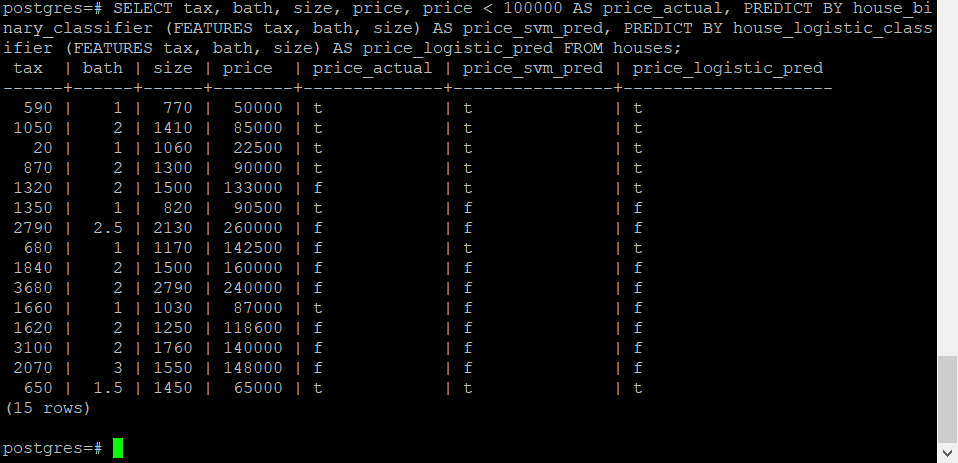 postgres=# SELECT tax, bath, size, price, price < 100000 AS price_actual, PREDICT BY house_bi
nary_classifier (FEATURES tax, bath, size) AS price_svm_pred, PREDICT BY house_logistic_class
ifier (FEATURES tax, bath, size) AS price_logistic_pred FROM houses;
 tax  | bath | size | price  | price_actual | price_svm_pred | price_logistic_pred
------+------+------+--------+--------------+----------------+---------------------
  590 |    1 |  770 |  50000 | t            | t              | t
 1050 |    2 | 1410 |  85000 | t            | t              | t
   20 |    1 | 1060 |  22500 | t            | t              | t
  870 |    2 | 1300 |  90000 | t            | t              | t
 1320 |    2 | 1500 | 133000 | f            | t              | t
 1350 |    1 |  820 |  90500 | t            | f              | f
 2790 |  2.5 | 2130 | 260000 | f            | f              | f
  680 |    1 | 1170 | 142500 | f            | t              | t
 1840 |    2 | 1500 | 160000 | f            | f              | f
 3680 |    2 | 2790 | 240000 | f            | f              | f
 1660 |    1 | 1030 |  87000 | t            | f              | f
 1620 |    2 | 1250 | 118600 | f            | f              | f
 3100 |    2 | 1760 | 140000 | f            | f              | f
 2070 |    3 | 1550 | 148000 | f            | f              | f
  650 |  1.5 | 1450 |  65000 | t            | t              | t
(15 rows)
postgres=#